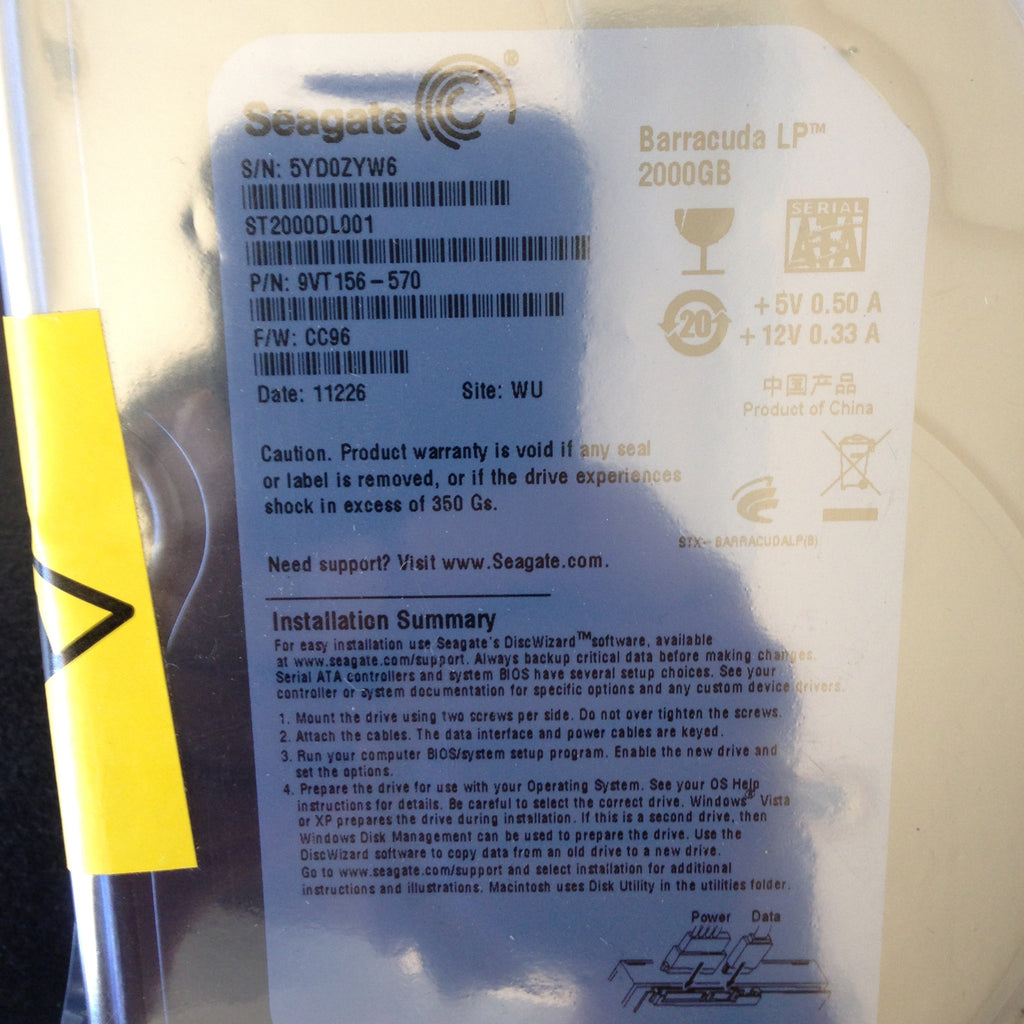 Seagate®
S/N: 5YD0ZYW6
ST2000DL001
P/N: 9VT156-570
F/W: CC96
Date: 11226 Site: WU
Barracuda LP™
2000GB
SERIAL
ATA
20
+5V 0.50 A
+12V 0.33 A
中国产品
Product of China
STX-BARRACUDALP(B)
Caution. Product warranty is void if any seal
or label is removed, or if the drive experiences
shock in excess of 350 Gs.
Need support? Visit www.Seagate.com.
Installation Summary
For easy installation use Seagate's DiscWizard™software, available
at www.seagate.com/support. Always backup critical data before making changes.
Serial ATA controllers and system BIOS have several setup choices. See your
controller or system documentation for specific options and any custom device drivers.
1. Mount the drive using two screws per side. Do not over tighten the screws.
2. Attach the cables. The data interface and power cables are keyed.
3. Run your computer BIOS/system setup program. Enable the new drive and
set the options.
4. Prepare the drive for use with your Operating System. See your OS Help
instructions for details. Be careful to select the correct drive. Windows® Vista
or XP prepares the drive during installation. If this is a second drive, then
Windows Disk Management can be used to prepare the drive. Use the
DiscWizard software to copy data from an old drive to a new drive.
Go to www.seagate.com/support and select installation for additional
instructions and illustrations. Macintosh uses Disk Utility in the utilities folder.
Power Data